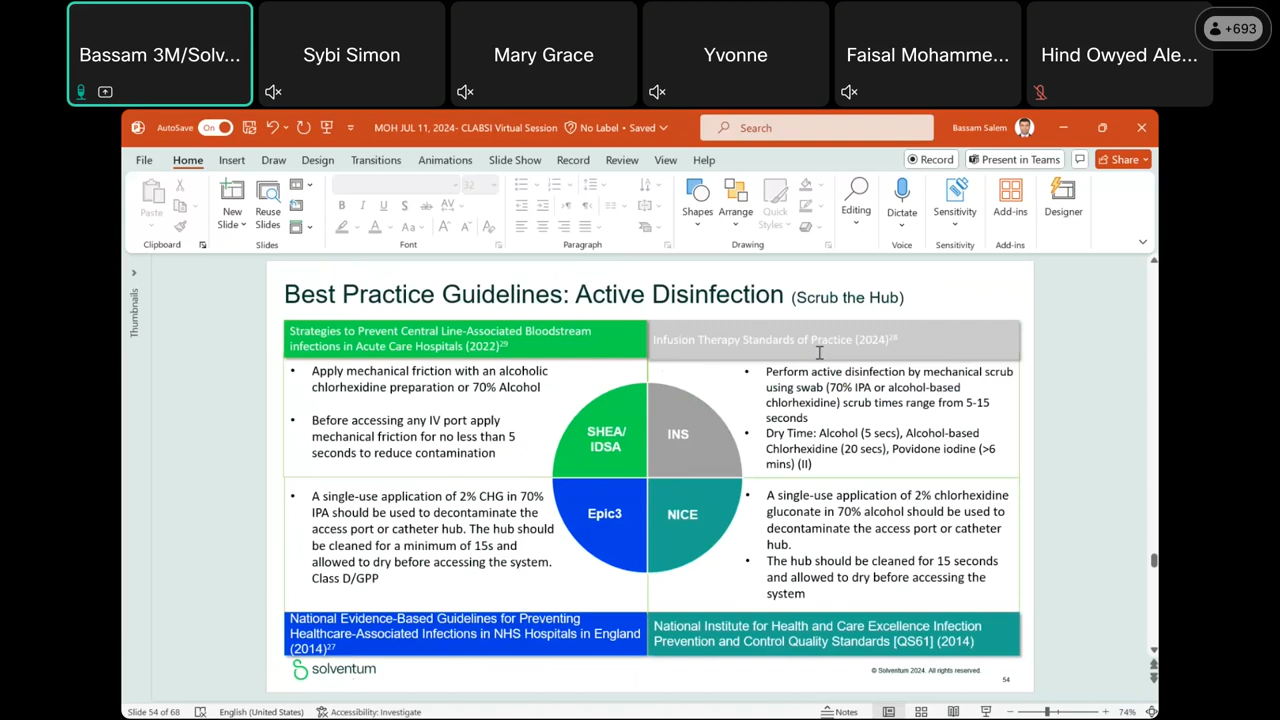 Bassam 3M/Solv...
Sybi Simon
Mary Grace
Yvonne
Faisal Mohamme...
Hind Owyed Ale...
+693
AutoSave
On
MOH JUL 11, 2024- CLABSI Virtual Session
No Label • Saved
Search
Bassam Salem
File
Home
Insert
Draw
Design
Transitions
Animations
Slide Show
Record
Review
View
Help
Record
Present in Teams
Share
Paste
New
Slide
Reuse
Slides
32
B I U S ab AV
A Aa A A A
Shapes
Arrange
Quick
Styles
Editing
Dictate
Sensitivity
Add-ins
Designer
Clipboard
Slides
Font
Paragraph
Drawing
Voice
Sensitivity
Add-ins
Thumbnails
Best Practice Guidelines: Active Disinfection (Scrub the Hub)
Strategies to Prevent Central Line-Associated Bloodstream
infections in Acute Care Hospitals (2022)29
• Apply mechanical friction with an alcoholic
chlorhexidine preparation or 70% Alcohol
• Before accessing any IV port apply
mechanical friction for no less than 5
seconds to reduce contamination
SHEA/
IDSA
Infusion Therapy Standards of Practice (2024)28
• Perform active disinfection by mechanical scrub
using swab (70% IPA or alcohol-based
chlorhexidine) scrub times range from 5-15
seconds
• Dry Time: Alcohol (5 secs), Alcohol-based
Chlorhexidine (20 secs), Povidone iodine (>6
mins) (II)
INS
• A single-use application of 2% CHG in 70%
IPA should be used to decontaminate the
access port or catheter hub. The hub should
be cleaned for a minimum of 15s and
allowed to dry before accessing the system.
Class D/GPP
Epic3
National Evidence-Based Guidelines for Preventing
Healthcare-Associated Infections in NHS Hospitals in England
(2014)27
NICE
• A single-use application of 2% chlorhexidine
gluconate in 70% alcohol should be used to
decontaminate the access port or catheter
hub.
• The hub should be cleaned for 15 seconds
and allowed to dry before accessing the
system
National Institute for Health and Care Excellence Infection
Prevention and Control Quality Standards [QS61] (2014)
solventum
© Solventum 2024. All rights reserved.
54
Slide 54 of 68
English (United States)
Accessibility: Investigate
Notes
74%